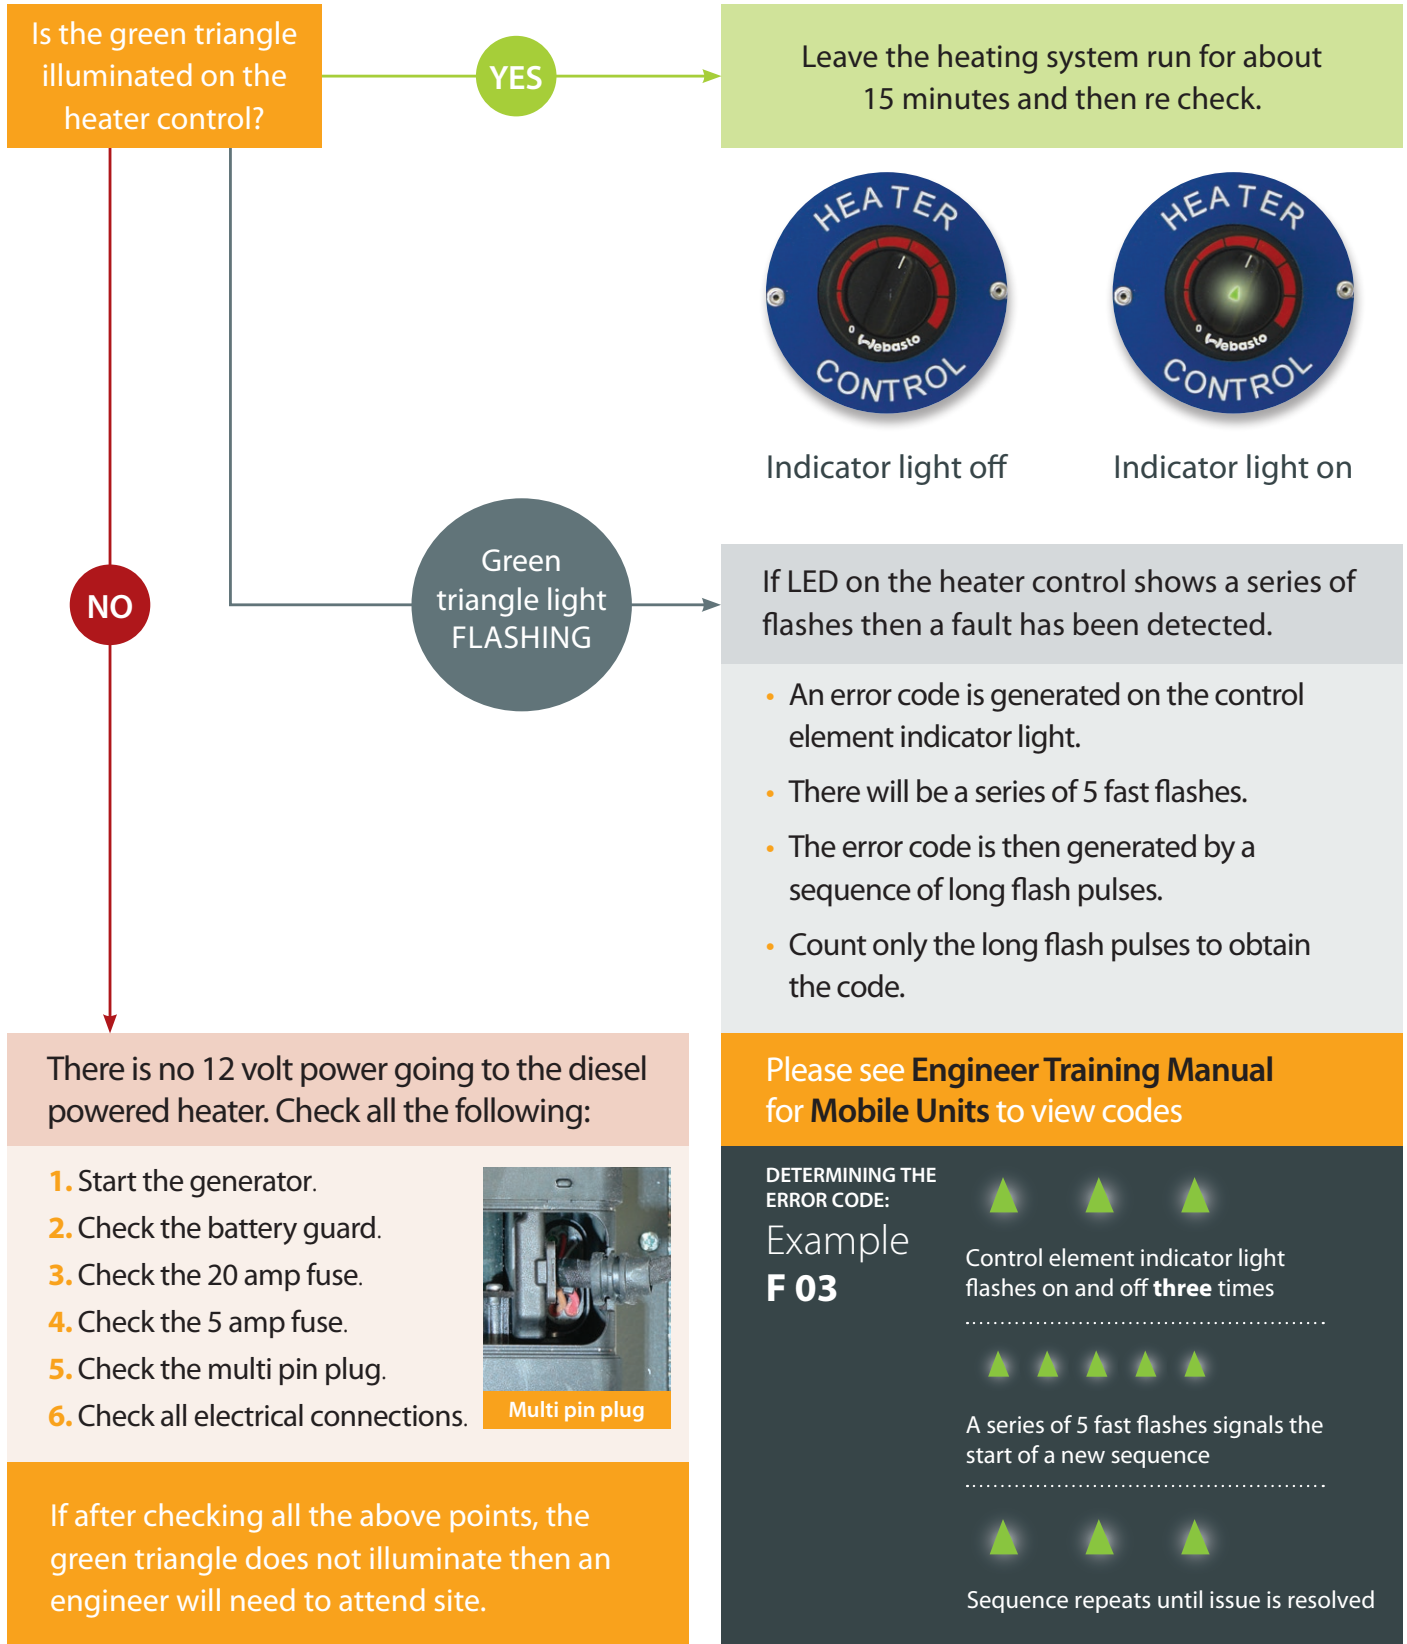 Is the green triangle
illuminated on the
heater control?
YES
Leave the heating system run for about
15 minutes and then re check.
HEATER
0
Webasto
CONTROL
HEATER
0
Webasto
CONTROL
Indicator light off
Indicator light on
NO
Green
triangle light
FLASHING
If LED on the heater control shows a series of
flashes then a fault has been detected.
• An error code is generated on the control
element indicator light.
• There will be a series of 5 fast flashes.
• The error code is then generated by a
sequence of long flash pulses.
• Count only the long flash pulses to obtain
the code.
There is no 12 volt power going to the diesel
powered heater. Check all the following:
1. Start the generator.
2. Check the battery guard.
3. Check the 20 amp fuse.
4. Check the 5 amp fuse.
5. Check the multi pin plug.
6. Check all electrical connections.
Multi pin plug
If after checking all the above points, the
green triangle does not illuminate then an
engineer will need to attend site.
Please see Engineer Training Manual
for Mobile Units to view codes
DETERMINING THE
ERROR CODE:
Example
F 03
Control element indicator light
flashes on and off three times
A series of 5 fast flashes signals the
start of a new sequence
Sequence repeats until issue is resolved